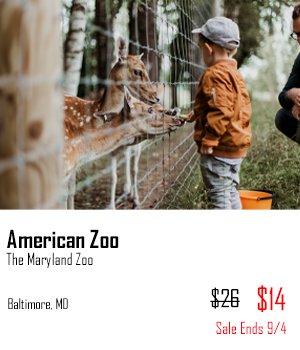 American Zoo
The Maryland Zoo
Baltimore, MD
$26 $14
Sale Ends 9/4